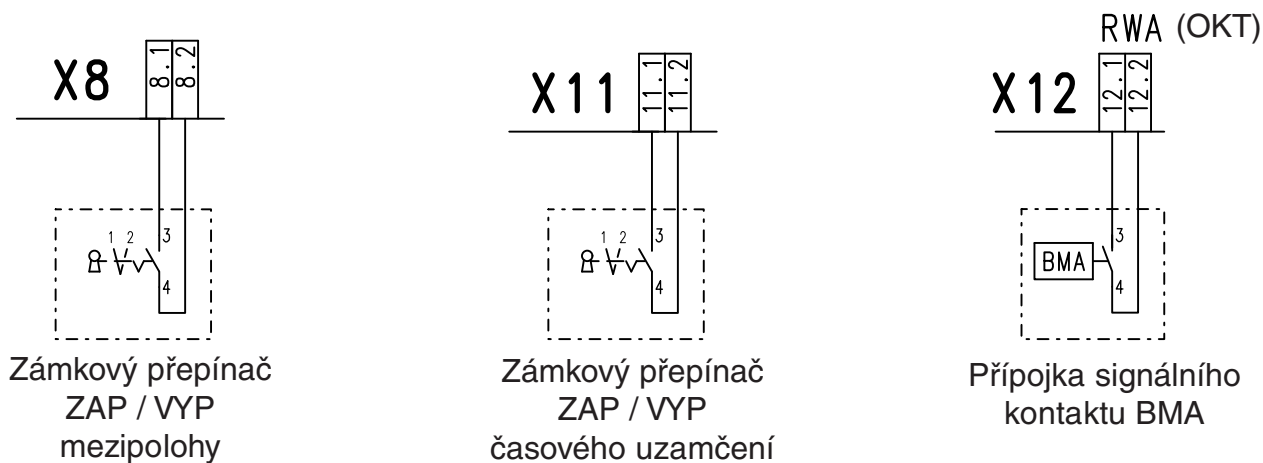 X8 8.1 8.2
1 2 3
4
Zámkový přepínač
ZAP / VYP
mezipolohy
X11 11.1 11.2
1 2 3
4
Zámkový přepínač
ZAP / VYP
časového uzamčení
RWA (OKT)
X12 12.1 12.2
3
BMA
4
Přípojka signálního
kontaktu BMA